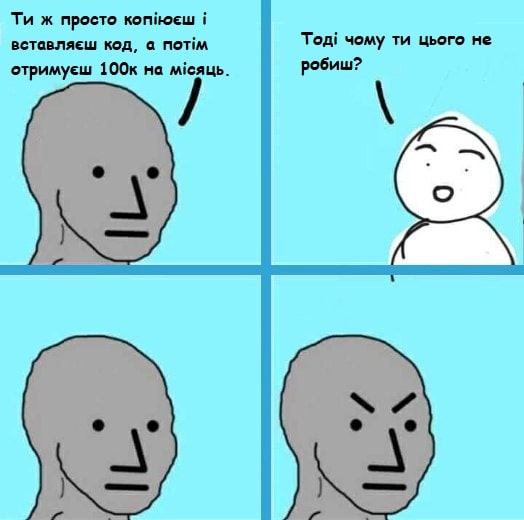 Ти ж просто копіюєш і
вставляєш код, а потім
отримуєш 100к на місяць.
Тоді чому ти цього не
робиш?